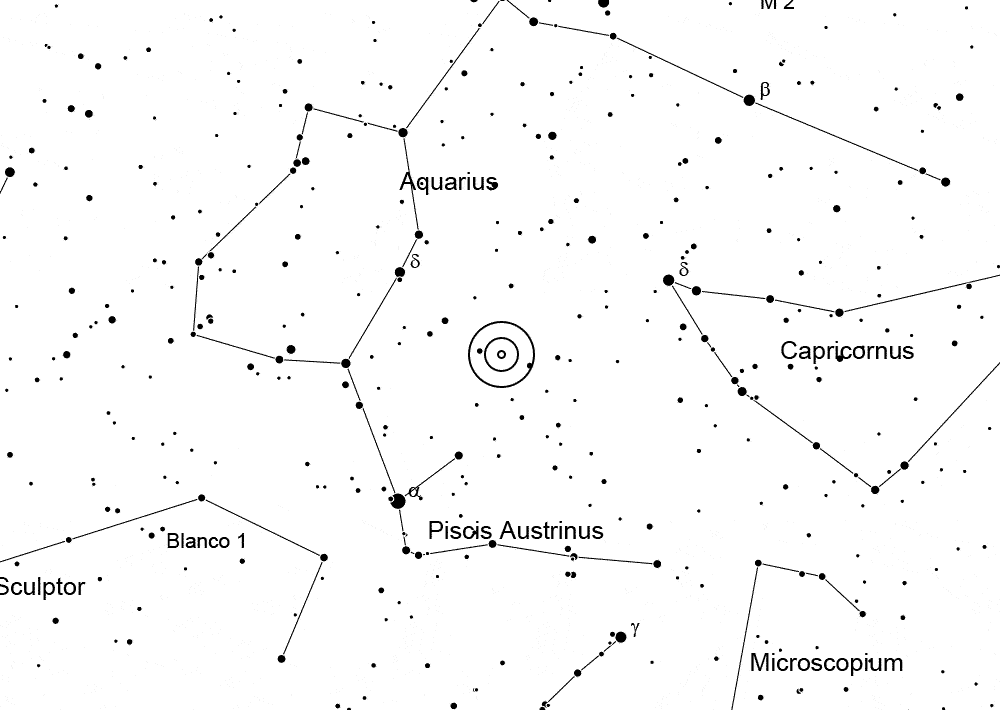 M 2
β
Aquarius
δ
δ
Capricornus
α
Piscis Austrinus
Blanco 1
Sculptor
γ
Microscopium